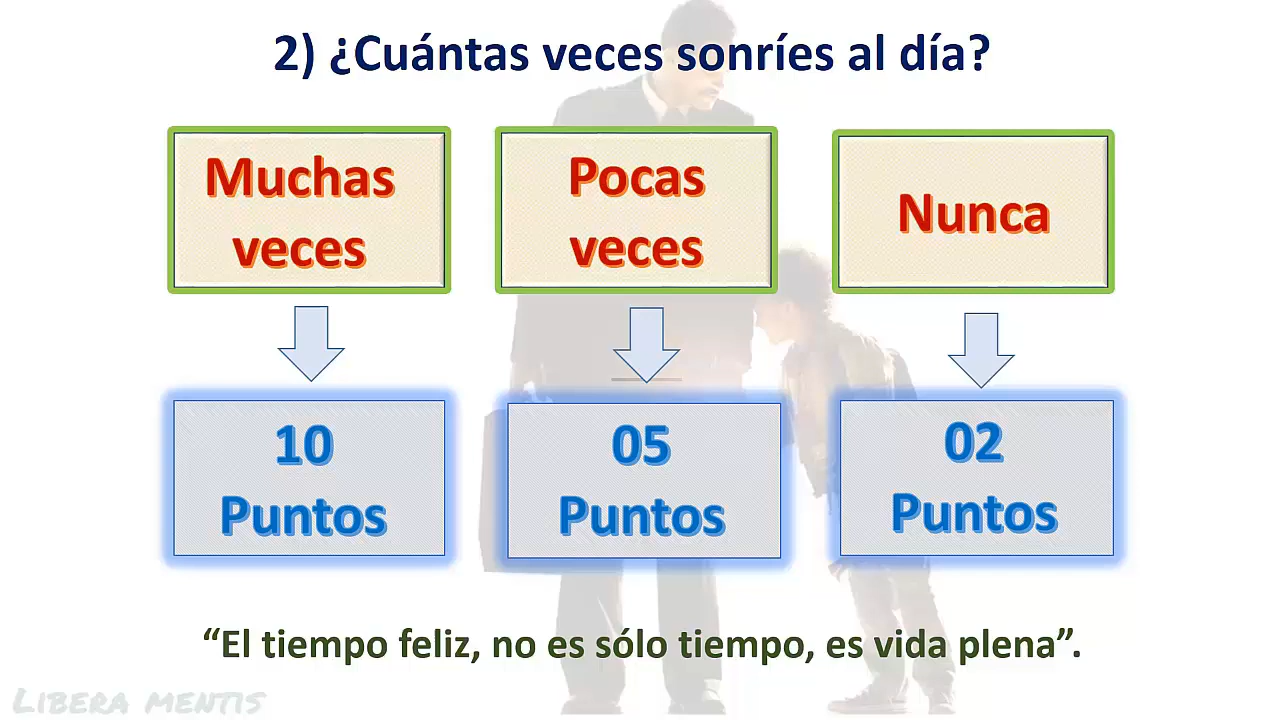 2) ¿Cuántas veces sonríes al día?
Muchas
veces
Pocas
veces
Nunca
10
Puntos
05
Puntos
02
Puntos
“El tiempo feliz, no es sólo tiempo, es vida plena”.
LIBERA MENTIS